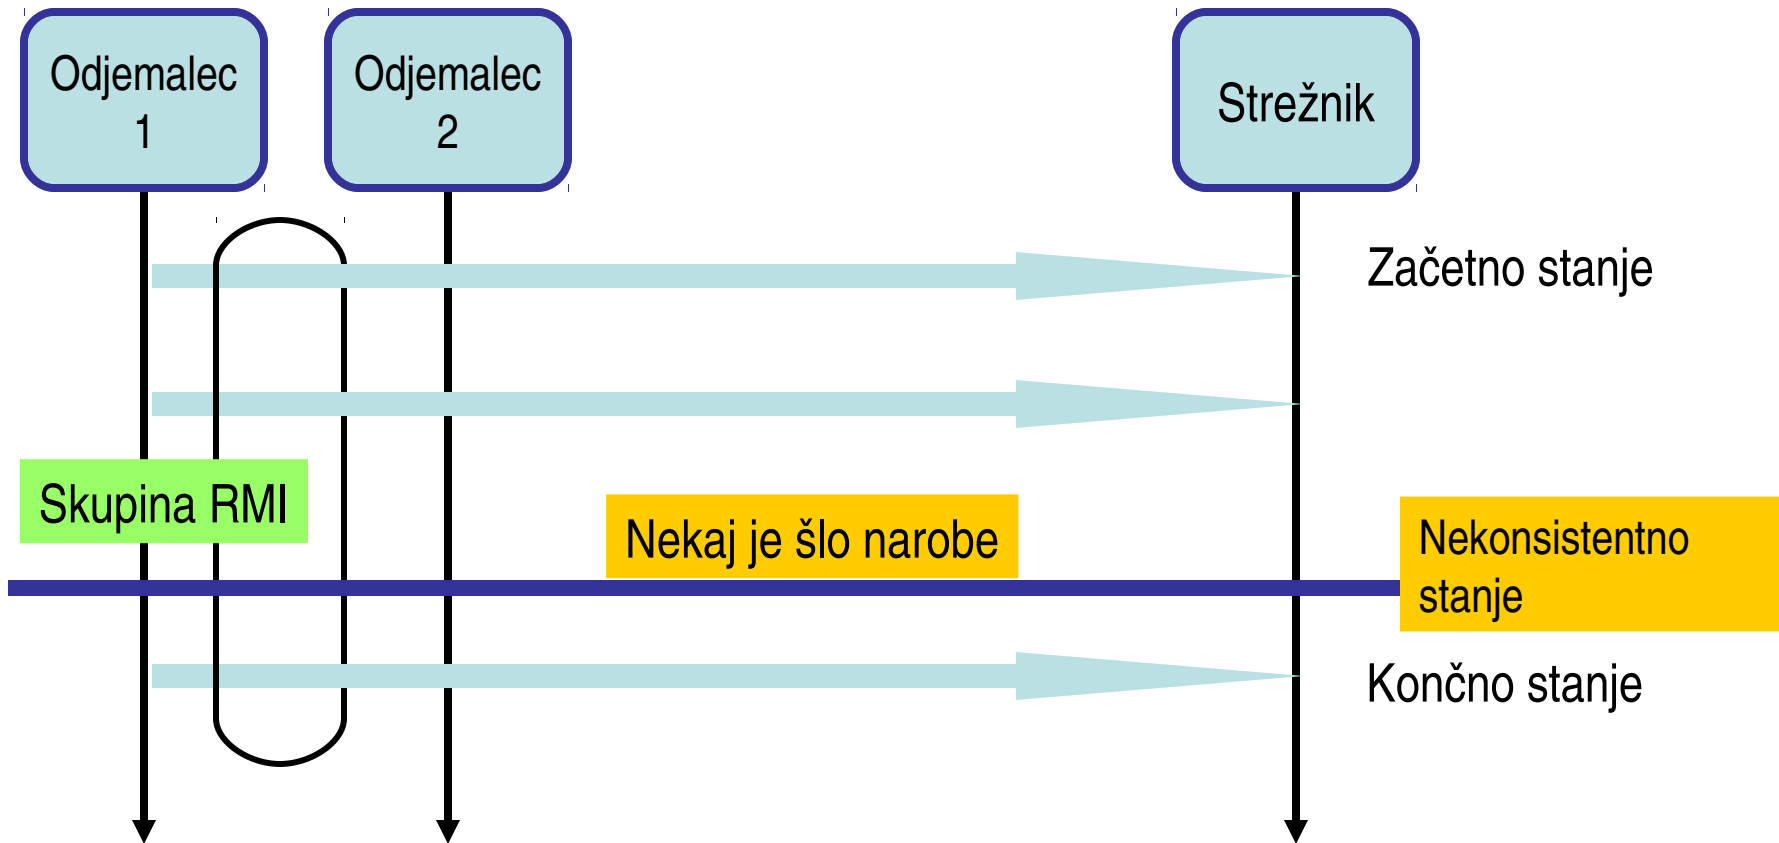 Odjemalec
1
Odjemalec
2
Strežnik
Začetno stanje
Skupina RMI
Nekaj je šlo narobe
Nekonsistentno
stanje
Končno stanje